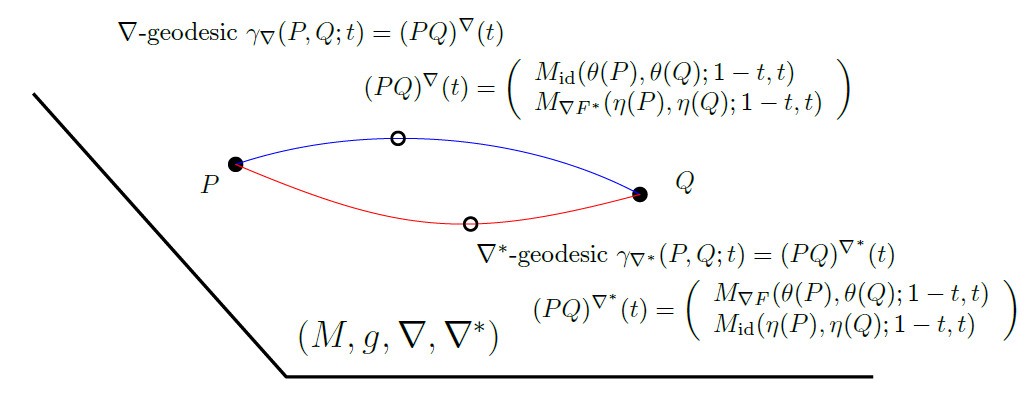 ∇-geodesic γ_∇(P, Q; t) = (PQ)^∇(t)
(PQ)^∇(t) = ( M_id(θ(P), θ(Q); 1 − t, t)
M_{∇F*}(η(P), η(Q); 1 − t, t) )
P
Q
∇*-geodesic γ_{∇*}(P, Q; t) = (PQ)^{∇*}(t)
(PQ)^{∇*}(t) = ( M_{∇F}(θ(P), θ(Q); 1 − t, t)
M_id(η(P), η(Q); 1 − t, t) )
(M, g, ∇, ∇*)